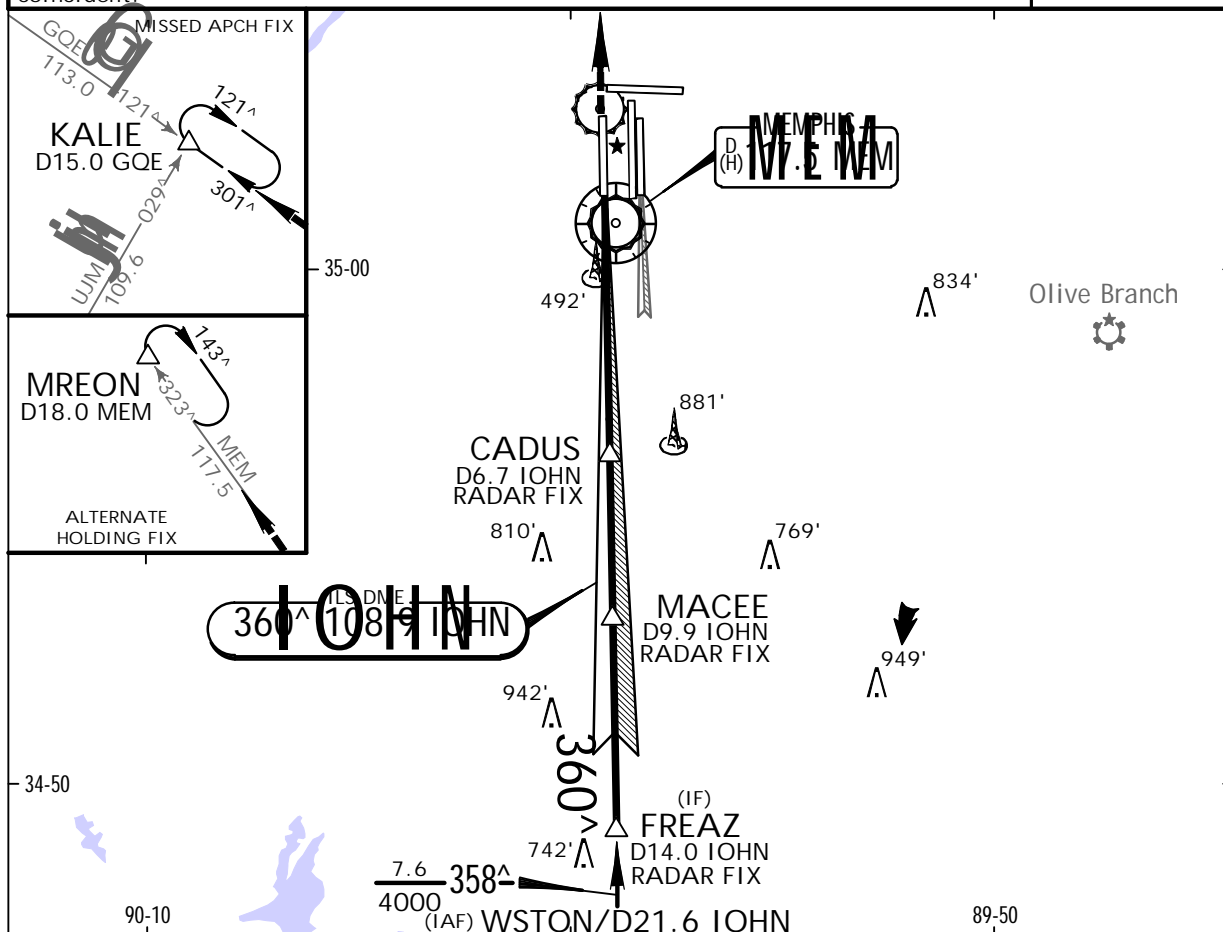 MISSED APCH FIX
GQE
113.0
121^
121^
KALIE
D15.0 GQE
301^
029^
UJM
109.6
MREON
D18.0 MEM
143^
323^
MEM
117.5
ALTERNATE
HOLDING FIX
MEMPHIS
D
(H)
117.5 MEM
MEM
35-00
492'
834'
Olive Branch
881'
CADUS
D6.7 IOHN
RADAR FIX
810'
769'
ILS DME
360^ 108.9 IOHN
IOHN
MACEE
D9.9 IOHN
RADAR FIX
949'
942'
360^
34-50
(IF)
FREAZ
D14.0 IOHN
RADAR FIX
742'
7.6
358^
4000
(IAF) WSTON/D21.6 IOHN
90-10
89-50